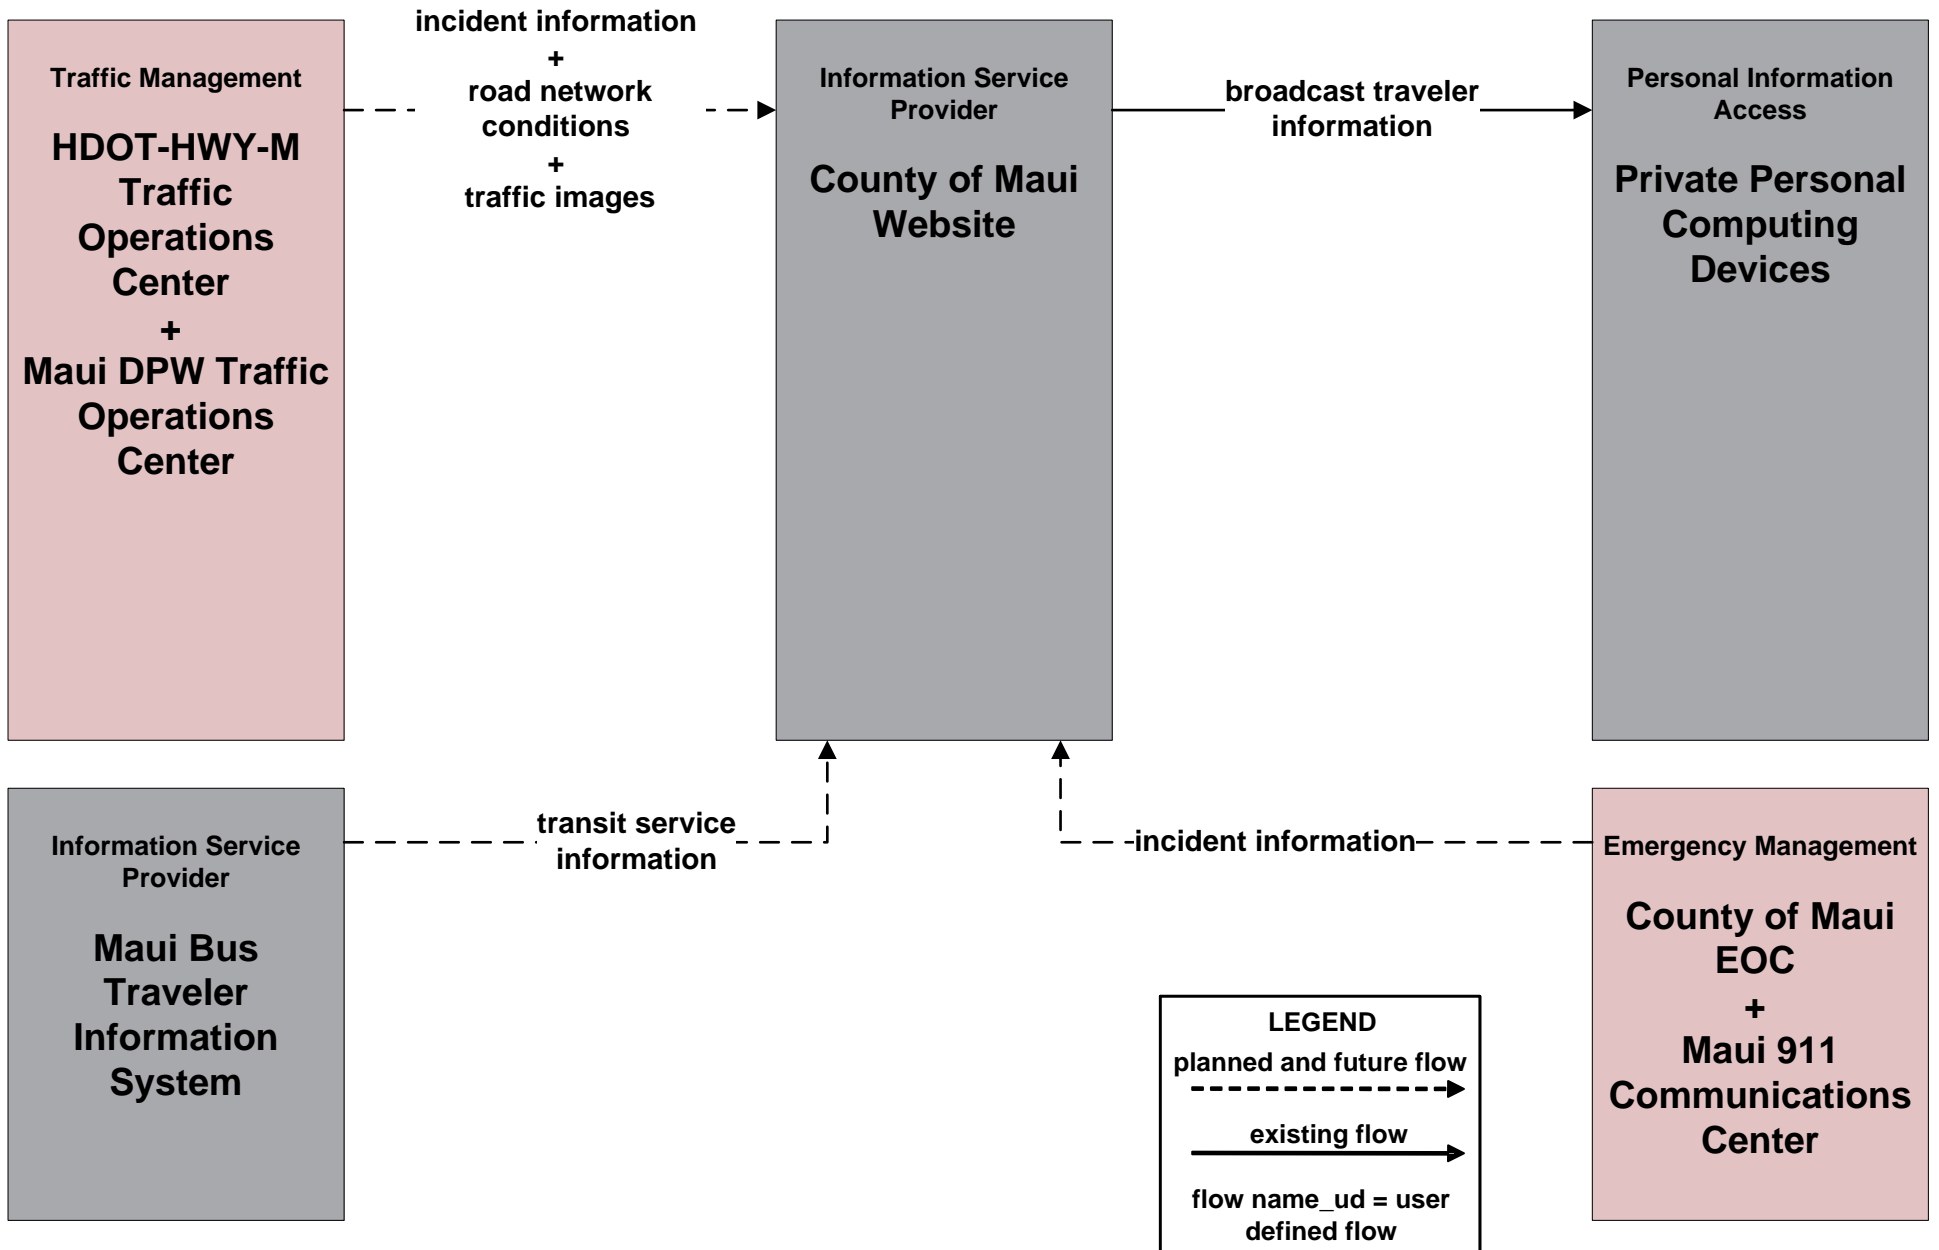 Traffic Management
HDOT-HWY-M
Traffic
Operations
Center
+
Maui DPW Traffic
Operations
Center
incident information
+
road network
conditions
+
traffic images
Information Service
Provider
County of Maui
Website
broadcast traveler
information
Personal Information
Access
Private Personal
Computing
Devices
Information Service
Provider
Maui Bus
Traveler
Information
System
transit service
information
incident information
Emergency Management
County of Maui
EOC
+
Maui 911
Communications
Center
LEGEND
planned and future flow
existing flow
flow name_ud = user
defined flow